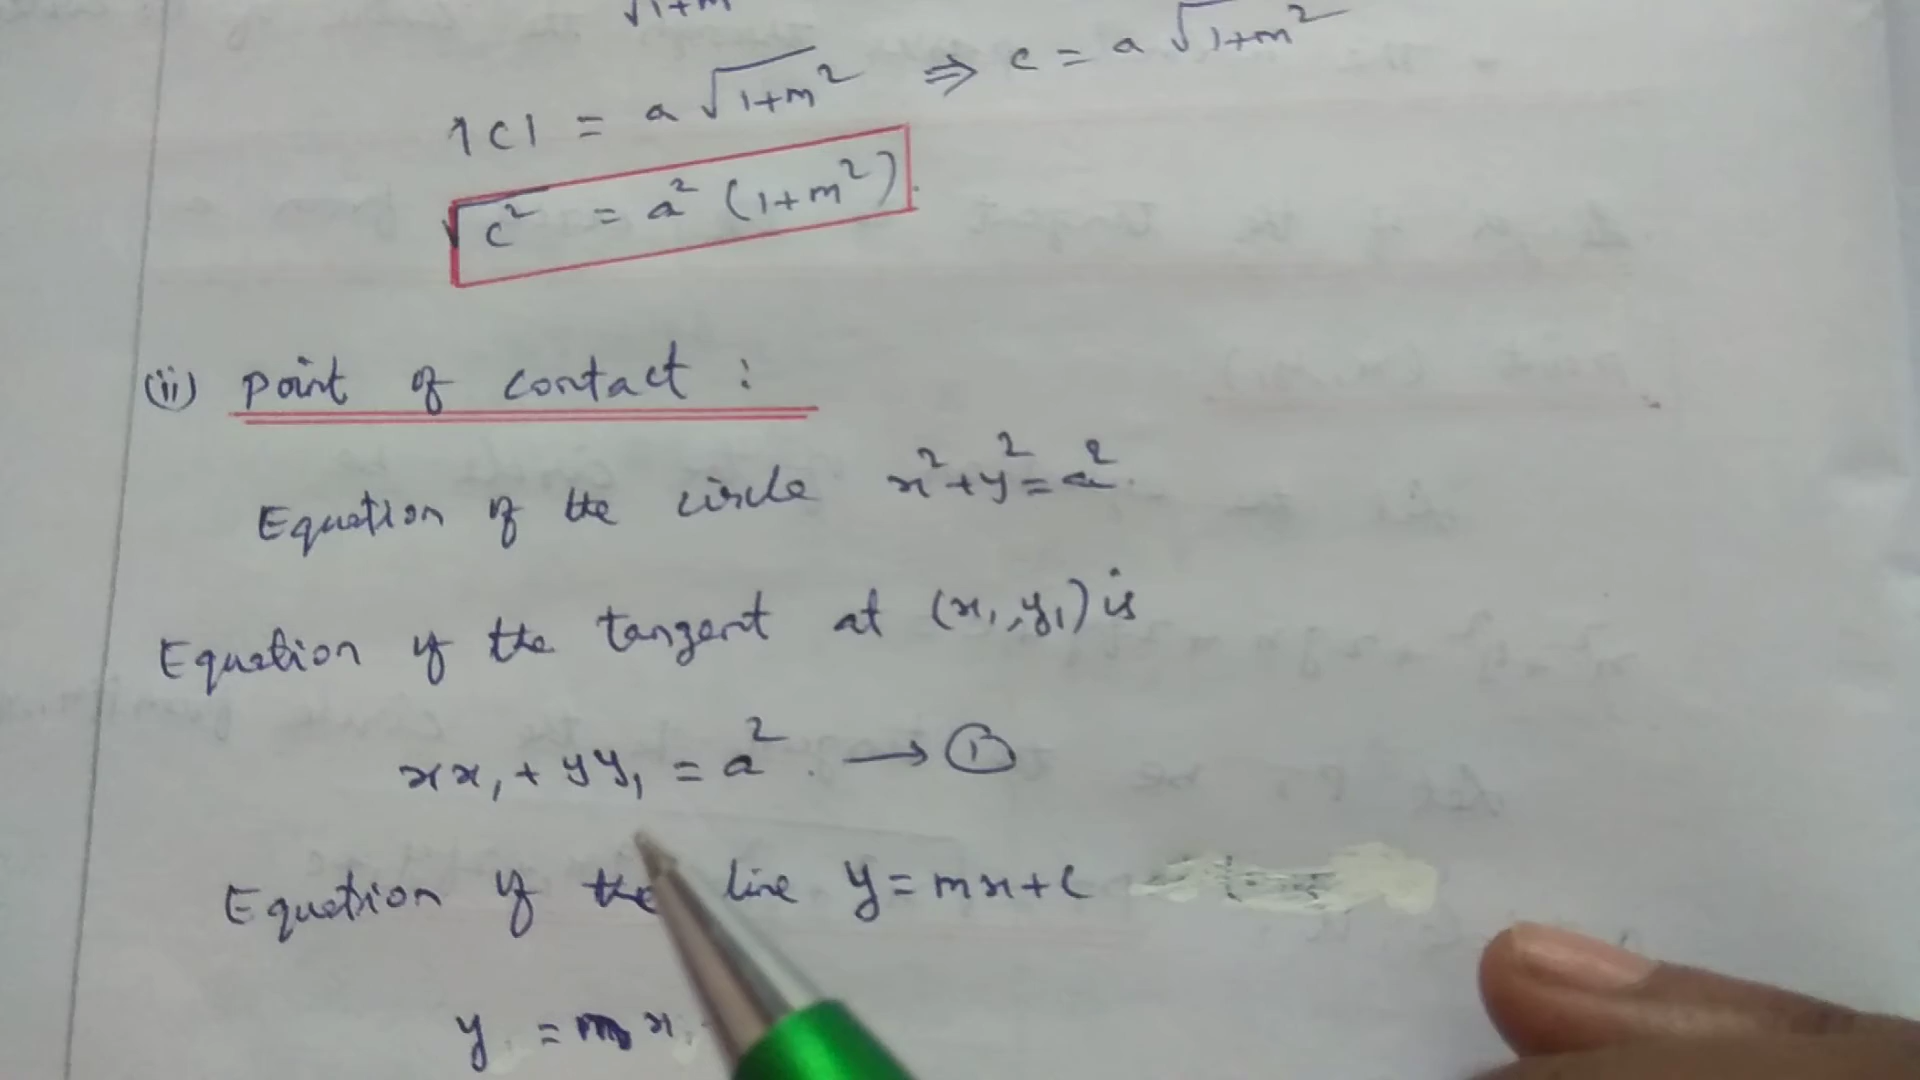 √1+m
|c| = a √1+m² ⇒ c = a √1+m²
c² = a² (1+m²).
(ii) point of contact :
Equation of the circle x²+y²=a².
Equation of the tangent at (x₁,y₁) is
xx₁ + yy₁ = a². → ①
Equation of the line y=mx+c
y = m x